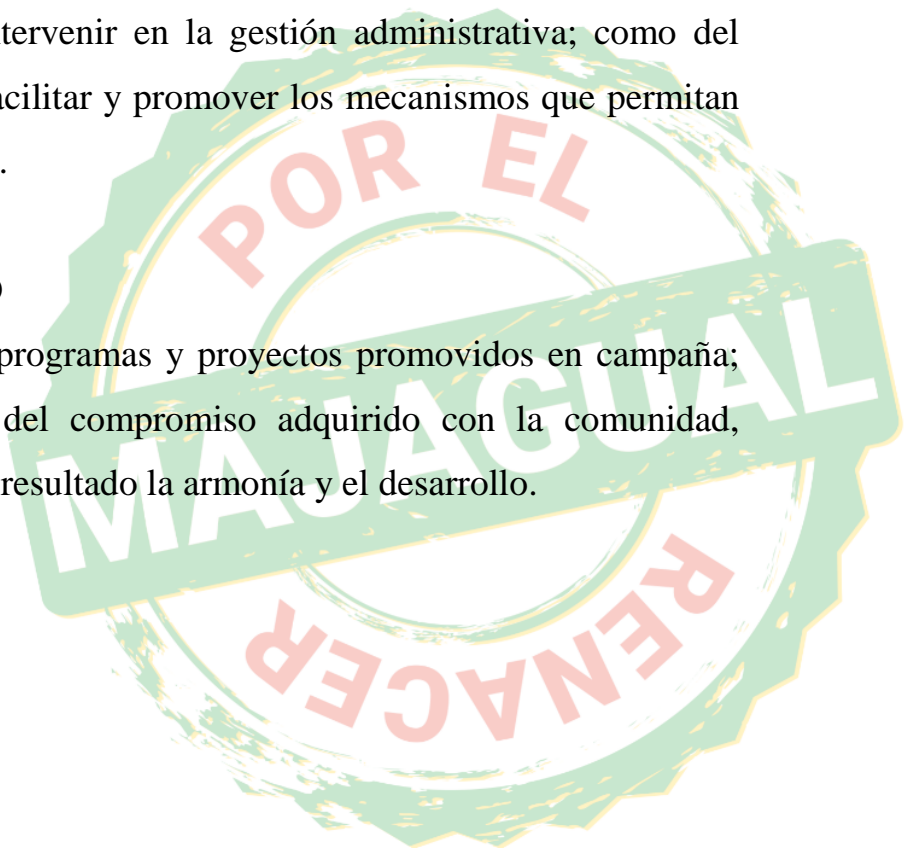 tervenir en la gestión administrativa; como del
acilitar y promover los mecanismos que permitan
.
programas y proyectos promovidos en campaña;
del compromiso adquirido con la comunidad,
resultado la armonía y el desarrollo.
POR EL
MAJAGUAL
RENACER